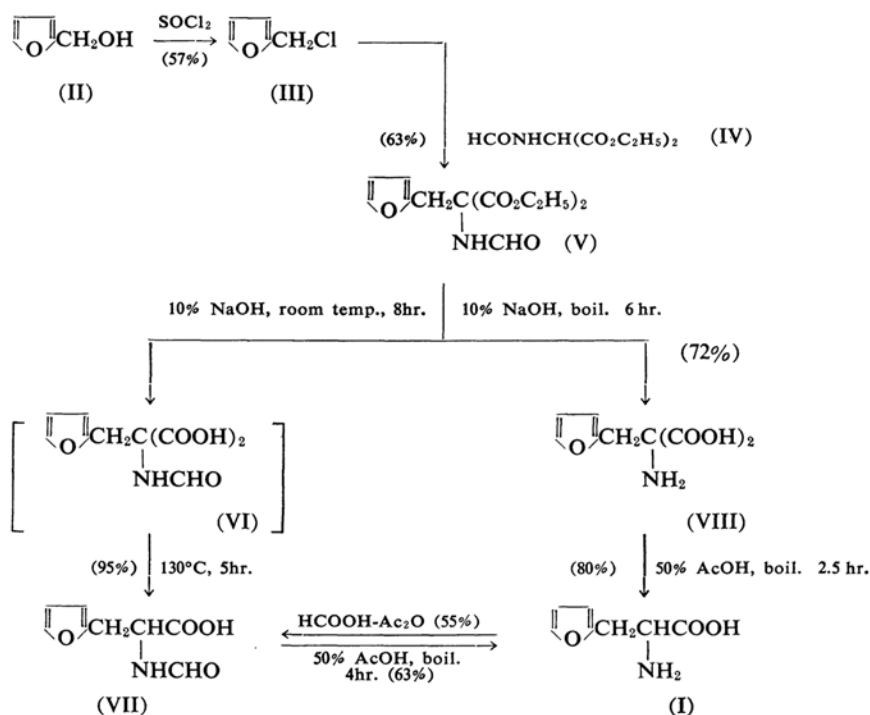 SOCl₂
O CH₂OH → O CH₂Cl
(57%)
(II) (III)
(63%) HCONHCH(CO₂C₂H₅)₂ (IV)
O CH₂C(CO₂C₂H₅)₂
NHCHO (V)
10% NaOH, room temp., 8hr. 10% NaOH, boil. 6 hr.
(72%)
O CH₂C(COOH)₂ O CH₂C(COOH)₂
NHCHO NH₂
(VI) (VIII)
(95%) 130°C, 5hr. (80%) 50% AcOH, boil. 2.5 hr.
O CH₂CHCOOH HCOOH-Ac₂O (55%) O CH₂CHCOOH
NHCHO 50% AcOH, boil. NH₂
4hr. (63%)
(VII) (I)